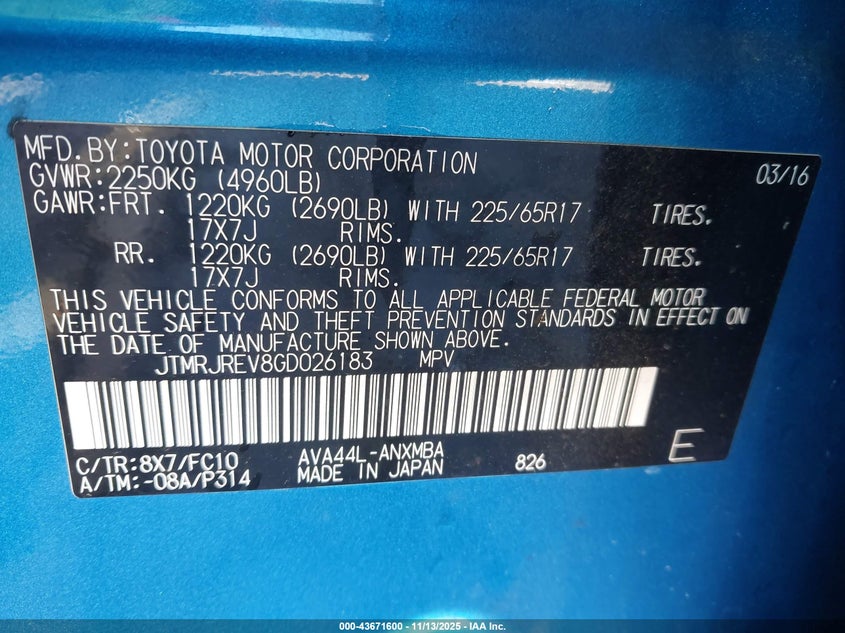 MFD.BY:TOYOTA MOTOR CORPORATION 03/16
GVWR:2250KG (4960LB)
GAWR:FRT. 1220KG (2690LB) WITH 225/65R17 TIRES.
17X7J RIMS.
RR. 1220KG (2690LB) WITH 225/65R17 TIRES.
17X7J RIMS.
THIS VEHICLE CONFORMS TO ALL APPLICABLE FEDERAL MOTOR
VEHICLE SAFETY AND THEFT PREVENTION STANDARDS IN EFFECT ON
THE DATE OF MANUFACTURE SHOWN ABOVE.
JTMRJREV8GD026183 MPV
C/TR:8X7/FC10 AVA44L-ANXMBA 826 E
A/TM:-08A/P314 MADE IN JAPAN
000-43671600 - 11/13/2025 - IAA Inc.